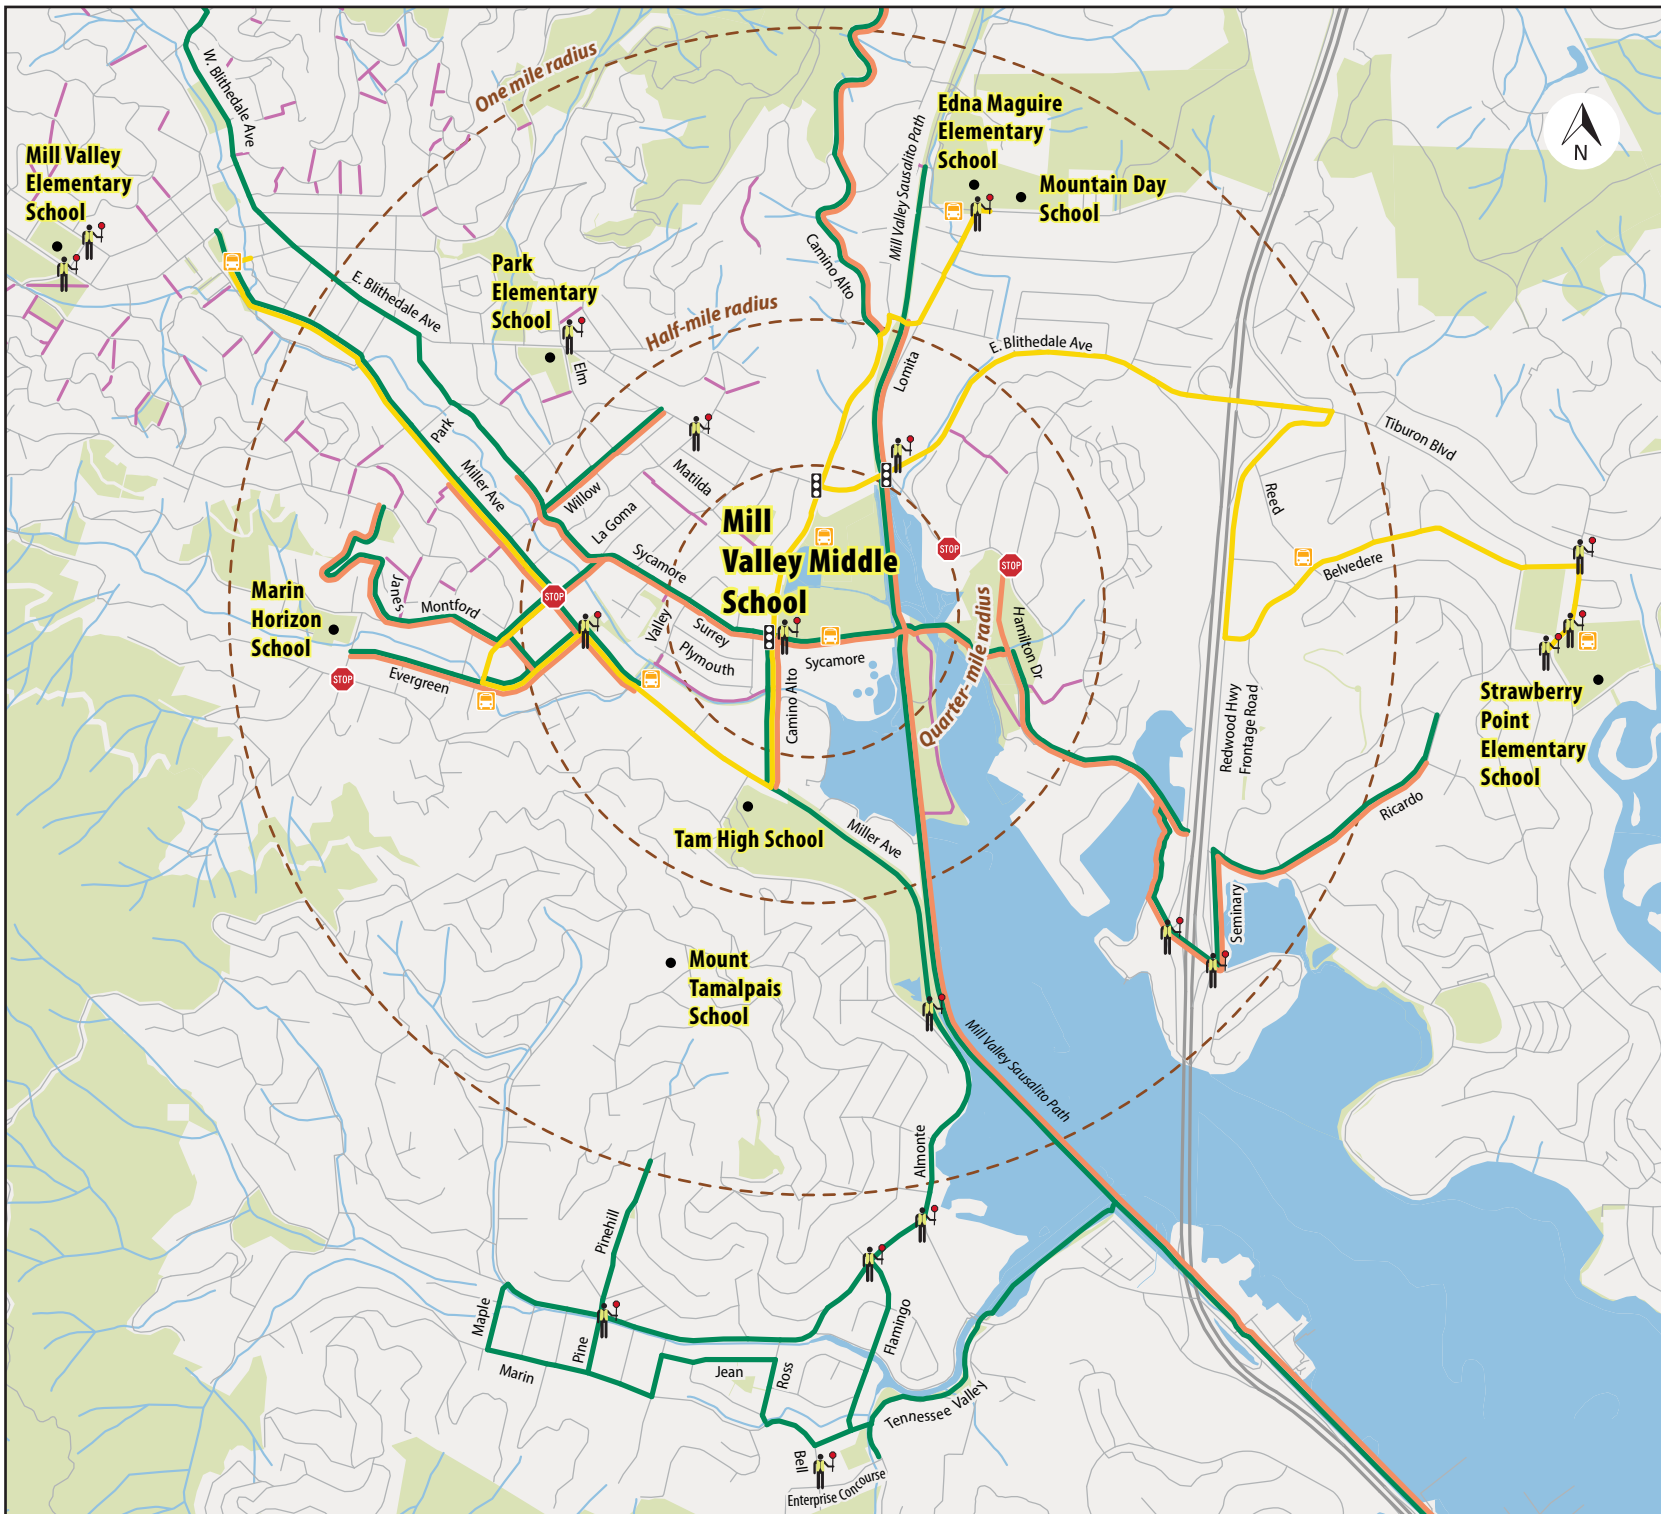 One mile radius
W. Blithedale Ave
Edna Maguire
Elementary
School
Mill Valley Sausalito Path
N
Mill Valley
Elementary
School
Mountain Day
School
Camino Alto
Park
Elementary
School
E. Blithedale Ave
Half-mile radius
E. Blithedale Ave
Lomita
Elm
Tiburon Blvd
Park
Miller Ave
Willow
Matilda
La Goma
Reed
Mill
Valley Middle
School
STOP
STOP
Sycamore
Belvedere
Janes
Montford
STOP
Marin
Horizon
School
Valley
Surrey
Plymouth
Sycamore
Quarter- mile radius
Hamilton Dr
STOP
Evergreen
Camino Alto
Redwood Hwy
Frontage Road
Strawberry
Point
Elementary
School
Ricardo
Tam High School
Miller Ave
Seminary
Mount
Tamalpais
School
Mill Valley Sausalito Path
Almonte
Pinehill
Maple
Pine
Marin
Jean
Ross
Flamingo
Tennessee Valley
Bell
Enterprise Concourse